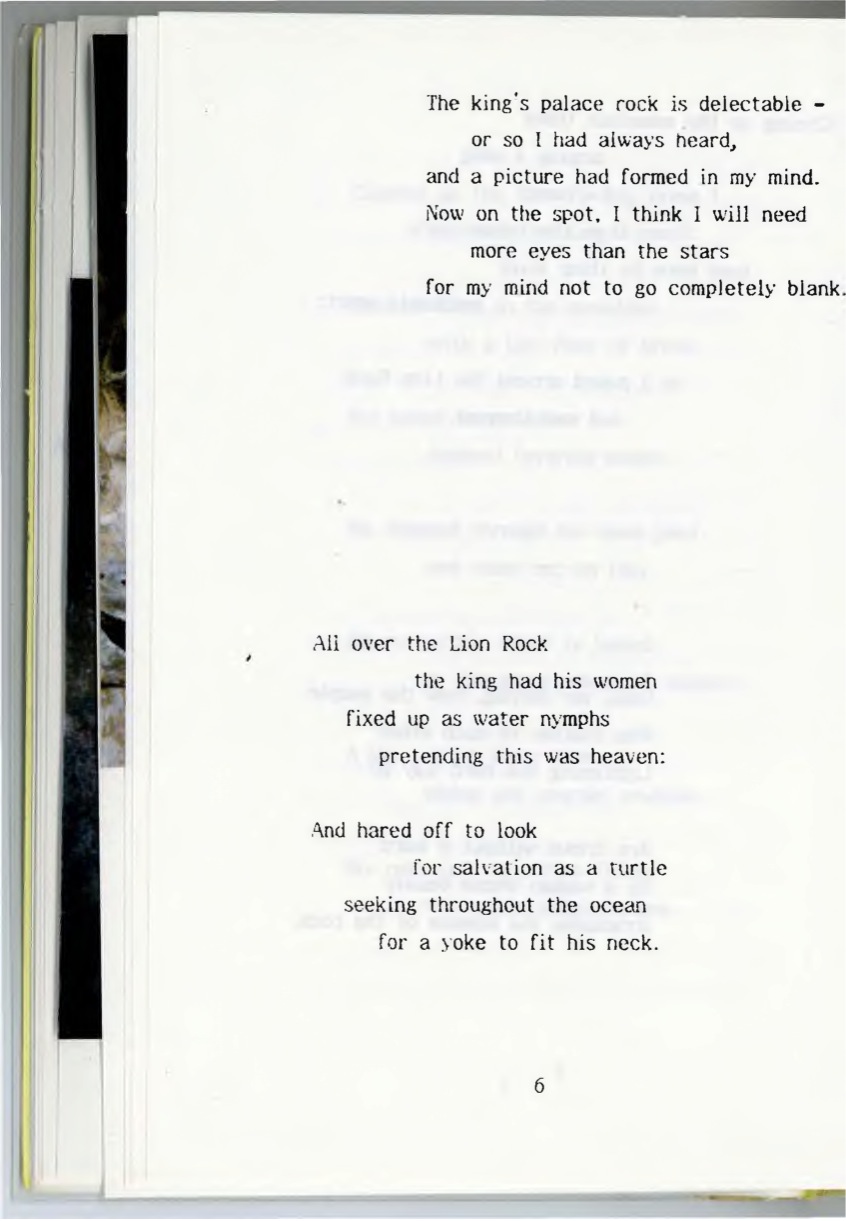 The king's palace rock is delectable -
or so I had always heard,
and a picture had formed in my mind.
Now on the spot, I think I will need
more eyes than the stars
for my mind not to go completely blank.
All over the Lion Rock
the king had his women
fixed up as water nymphs
pretending this was heaven:
And hared off to look
for salvation as a turtle
seeking throughout the ocean
for a yoke to fit his neck.
6